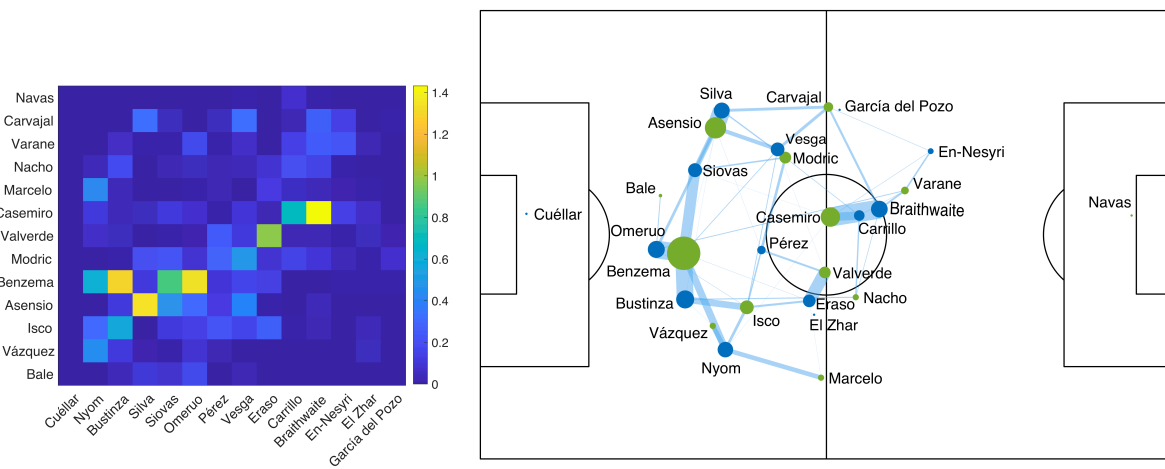 Navas
Carvajal
Varane
Nacho
Marcelo
Casemiro
Valverde
Modric
Benzema
Asensio
Isco
Vázquez
Bale
Cuéllar
Nyom
Bustinza
Silva
Siovas
Omeruo
Pérez
Vesga
Eraso
Carrillo
Braithwaite
En-Nesyri
El Zhar
García del Pozo
1.4
1.2
1
0.8
0.6
0.4
0.2
0
Silva
Carvajal
García del Pozo
Asensio
Vesga
En-Nesyri
Modric
Siovas
Varane
Bale
Navas
Braithwaite
Cuéllar
Casemiro
Carrillo
Omeruo
Pérez
Benzema
Valverde
Bustinza
Nacho
Eraso
Isco
El Zhar
Vázquez
Nyom
Marcelo